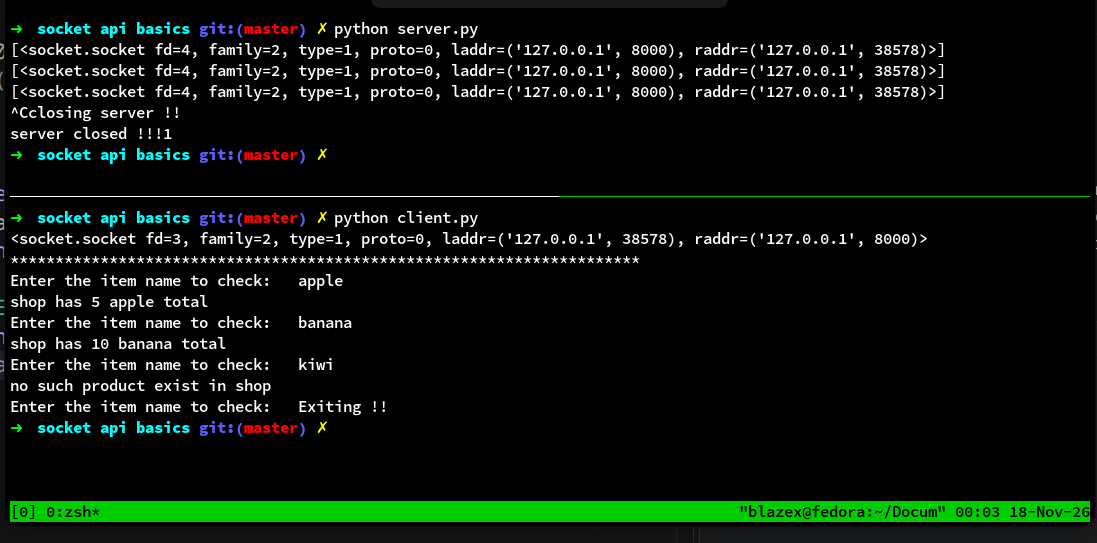 ➜  socket api basics git:(master) ✗ python server.py
[<socket.socket fd=4, family=2, type=1, proto=0, laddr=('127.0.0.1', 8000), raddr=('127.0.0.1', 38578)>]
[<socket.socket fd=4, family=2, type=1, proto=0, laddr=('127.0.0.1', 8000), raddr=('127.0.0.1', 38578)>]
[<socket.socket fd=4, family=2, type=1, proto=0, laddr=('127.0.0.1', 8000), raddr=('127.0.0.1', 38578)>]
^Cclosing server !!
server closed !!!1
➜  socket api basics git:(master) ✗
➜  socket api basics git:(master) ✗ python client.py
<socket.socket fd=3, family=2, type=1, proto=0, laddr=('127.0.0.1', 38578), raddr=('127.0.0.1', 8000)>
**********************************************************************
Enter the item name to check:   apple
shop has 5 apple total
Enter the item name to check:   banana
shop has 10 banana total
Enter the item name to check:   kiwi
no such product exist in shop
Enter the item name to check:   Exiting !!
➜  socket api basics git:(master) ✗
[0] 0:zsh* "blazex@fedora:~/Docum" 00:03 18-Nov-26